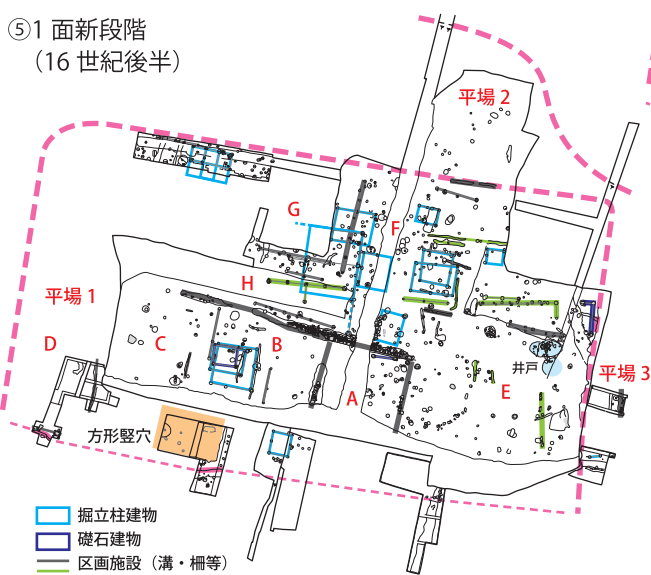 ⑤1 面新段階
（16 世紀後半）
平場 2
G
F
H
平場 1
D
C
B
A
E
井戸
平場 3
方形竪穴
掘立柱建物
礎石建物
区画施設（溝・柵等）